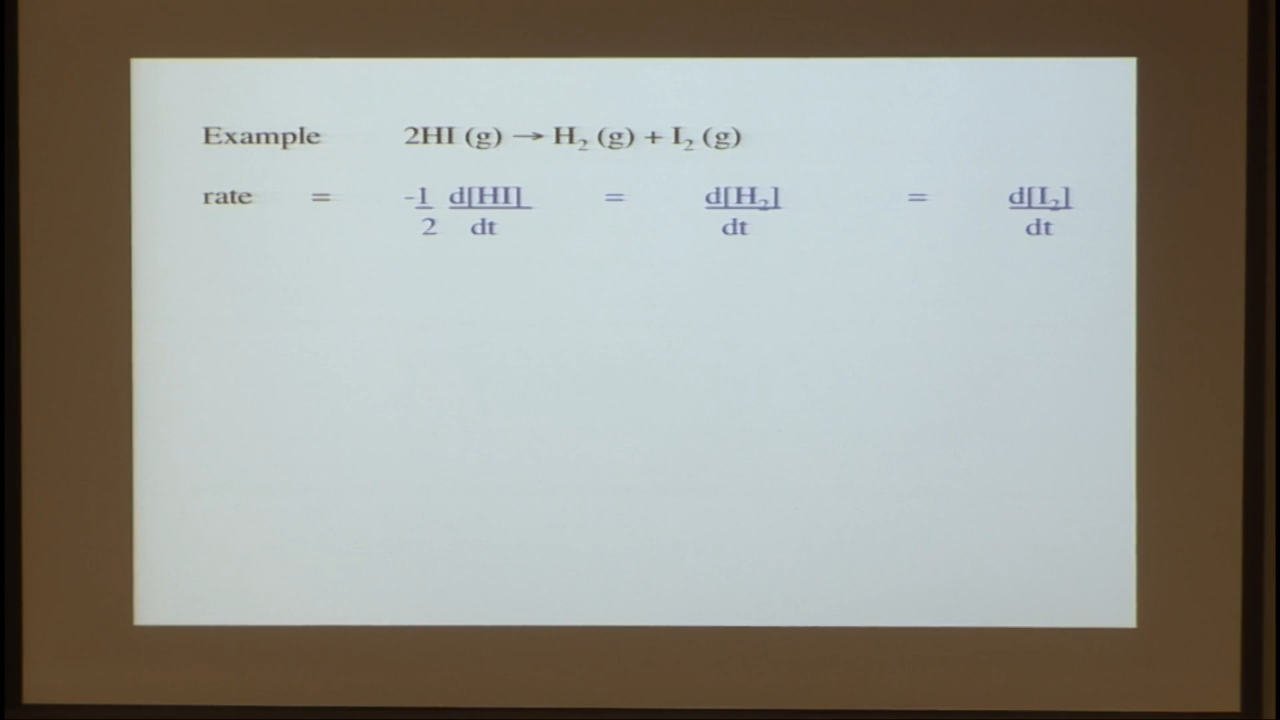 Example 2HI (g) → H₂ (g) + I₂ (g)
rate = -1 d[HI] = d[H₂] = d[I₂]
2 dt dt dt